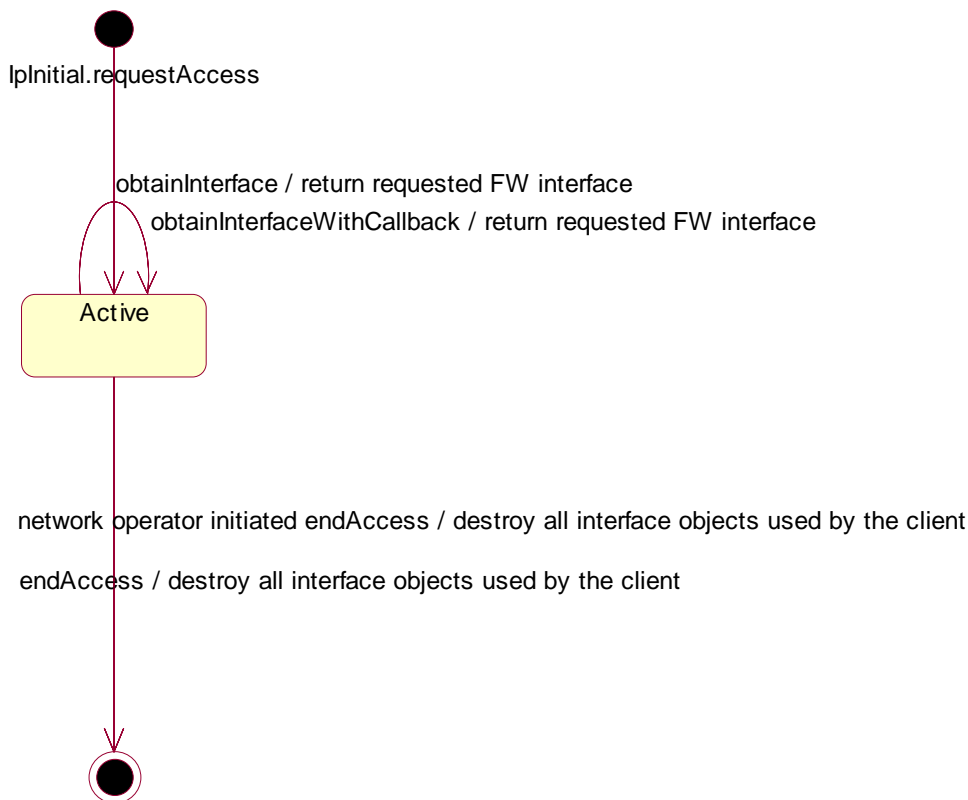 IpInitial.requestAccess
obtainInterface / return requested FW interface
obtainInterfaceWithCallback / return requested FW interface
Active
network operator initiated endAccess / destroy all interface objects used by the client
endAccess / destroy all interface objects used by the client